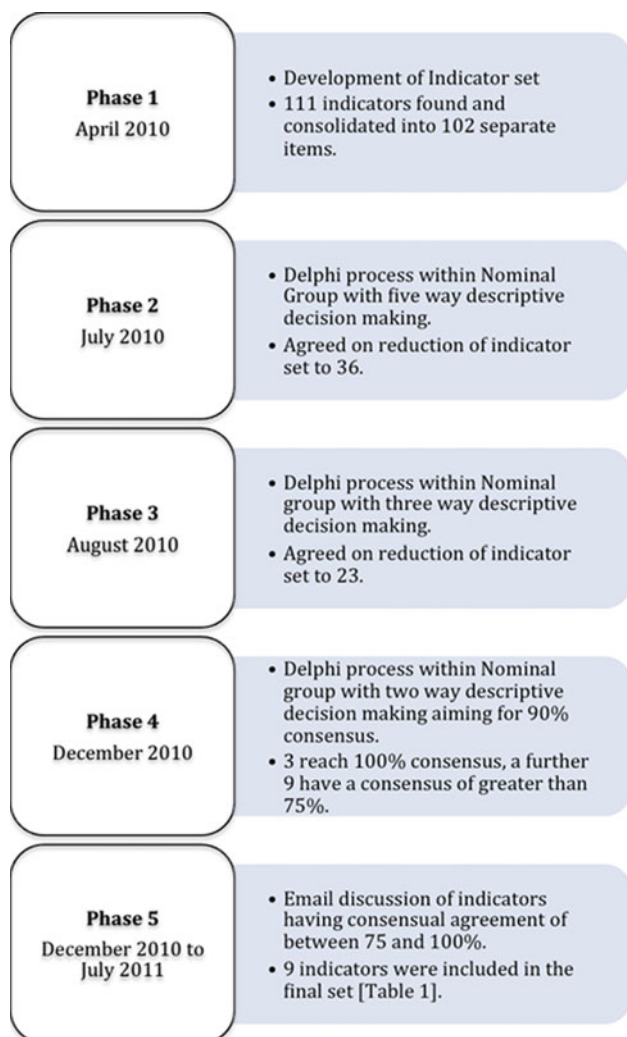 Phase 1
April 2010
• Development of Indicator set
• 111 indicators found and
consolidated into 102 separate
items.
Phase 2
July 2010
• Delphi process within Nominal
Group with five way descriptive
decision making.
• Agreed on reduction of indicator
set to 36.
Phase 3
August 2010
• Delphi process within Nominal
group with three way descriptive
decision making.
• Agreed on reduction of indicator
set to 23.
Phase 4
December 2010
• Delphi process within Nominal
group with two way descriptive
decision making aiming for 90%
consensus.
• 3 reach 100% consensus, a further
9 have a consensus of greater than
75%.
Phase 5
December 2010 to
July 2011
• Email discussion of indicators
having consensual agreement of
between 75 and 100%.
• 9 indicators were included in the
final set [Table 1].